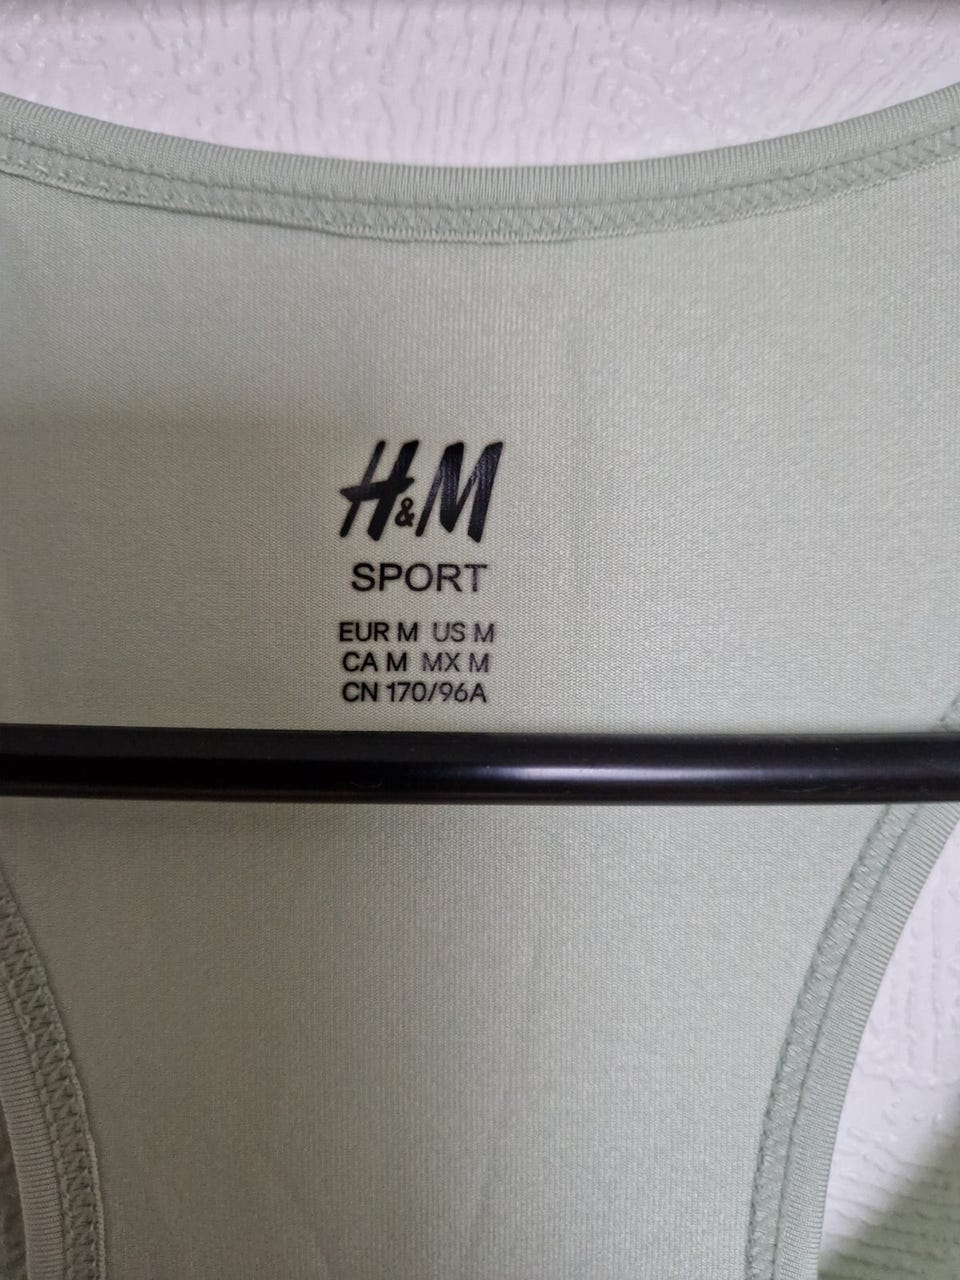 H&M
SPORT
EUR M US M
CA M MX M
CN 170/96A